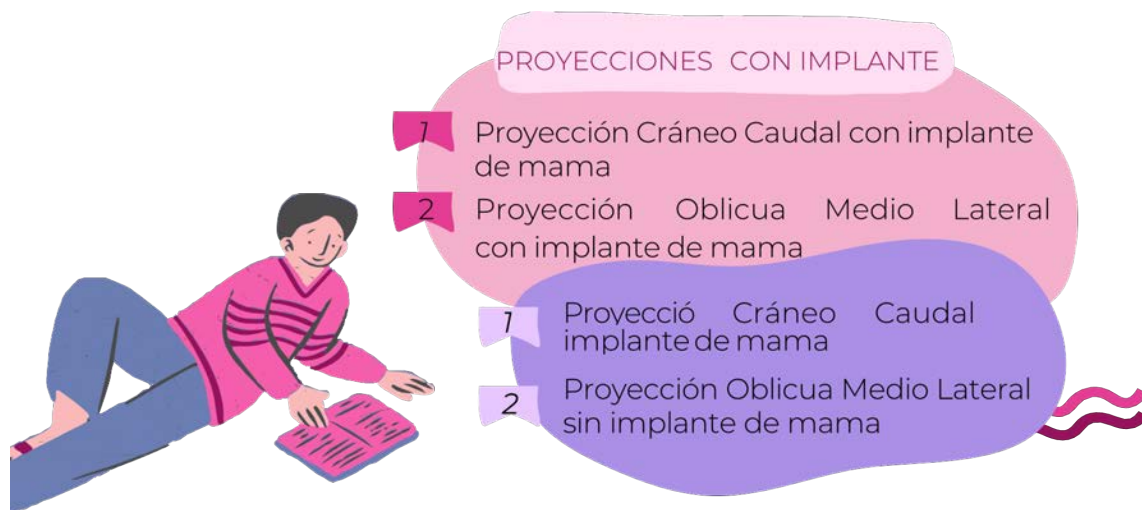 PROYECCIONES CON IMPLANTE
1 Proyección Cráneo Caudal con implante
de mama
2 Proyección Oblicua Medio Lateral
con implante de mama
1 Proyecció Cráneo Caudal
implante de mama
2 Proyección Oblicua Medio Lateral
sin implante de mama